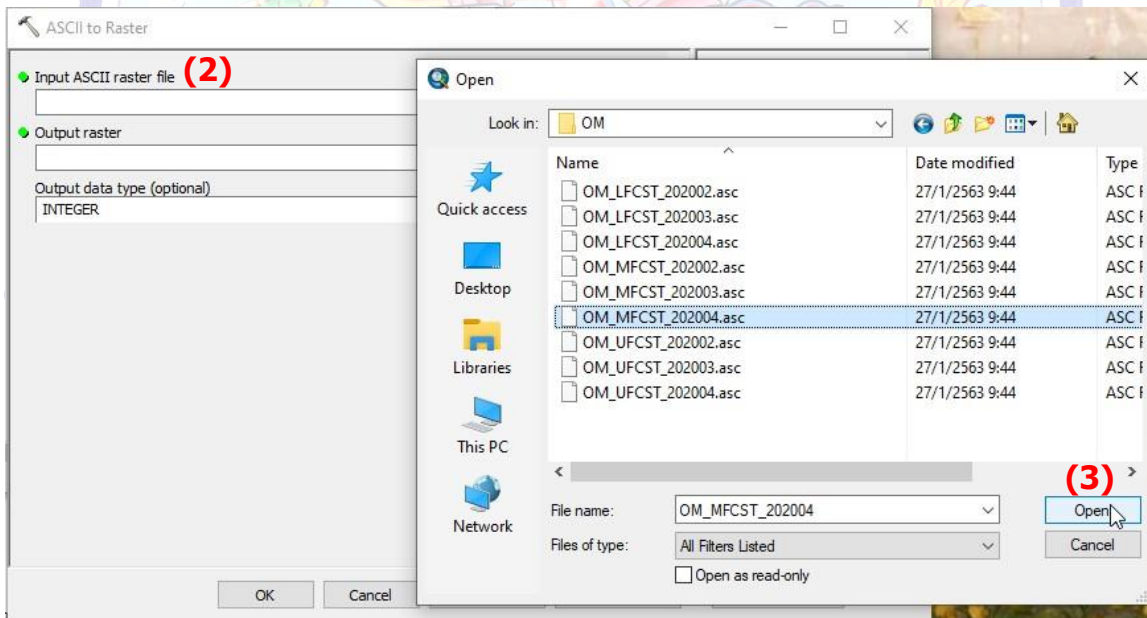 ASCII to Raster
Input ASCII raster file (2)
Output raster
Output data type (optional)
INTEGER
OK
Cancel
Open
Look in:
OM
Name
Date modified
Type
OM_LFCST_202002.asc 27/1/2563 9:44 ASC F
OM_LFCST_202003.asc 27/1/2563 9:44 ASC F
OM_LFCST_202004.asc 27/1/2563 9:44 ASC F
OM_MFCST_202002.asc 27/1/2563 9:44 ASC F
OM_MFCST_202003.asc 27/1/2563 9:44 ASC F
OM_MFCST_202004.asc 27/1/2563 9:44 ASC F
OM_UFCST_202002.asc 27/1/2563 9:44 ASC F
OM_UFCST_202003.asc 27/1/2563 9:44 ASC F
OM_UFCST_202004.asc 27/1/2563 9:44 ASC F
Quick access
Desktop
Libraries
This PC
Network
(3)
File name:
OM_MFCST_202004
Open
Files of type:
All Filters Listed
Cancel
Open as read-only